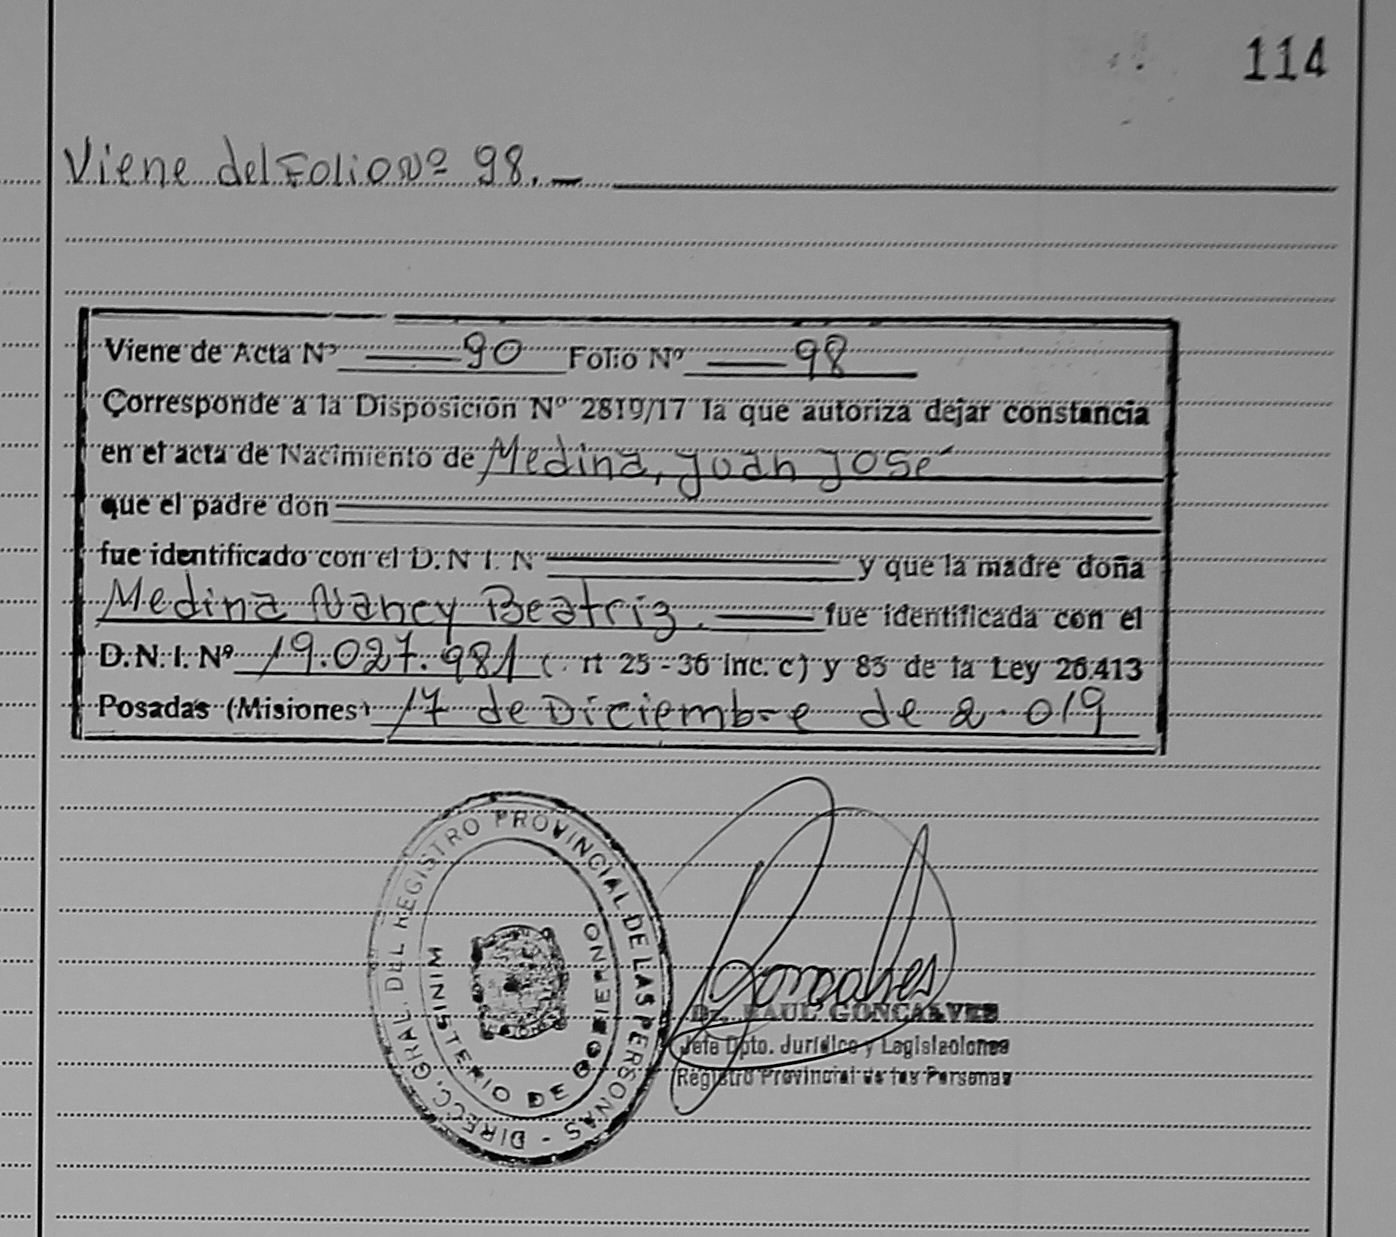 114
Viene del Folio Nº 98. —
Viene de Acta Nº 90 Folio Nº 98
Corresponde a la Disposición Nº 2819/17 la que autoriza dejar constancia
en el acta de Nacimiento de Medina, Juan José
que el padre don
fue identificado con el D. N. I. N y que la madre doña
Medina Nancy Beatriz. fue identificada con el
D. N. I. Nº 19.027.981 ( rt 25 - 36 inc. c) y 85 de la Ley 26.413
Posadas (Misiones) 17 de Diciembre de 2.019
DIRECC. GRAL. DEL REGISTRO PROVINCIAL DE LAS PERSONAS -
MINISTERIO DE GOBIERNO
Goncalves
Dr. RAUL GONCALVES
Jefe Dpto. Jurídico y Legislaciones
Registro Provincial de las Personas